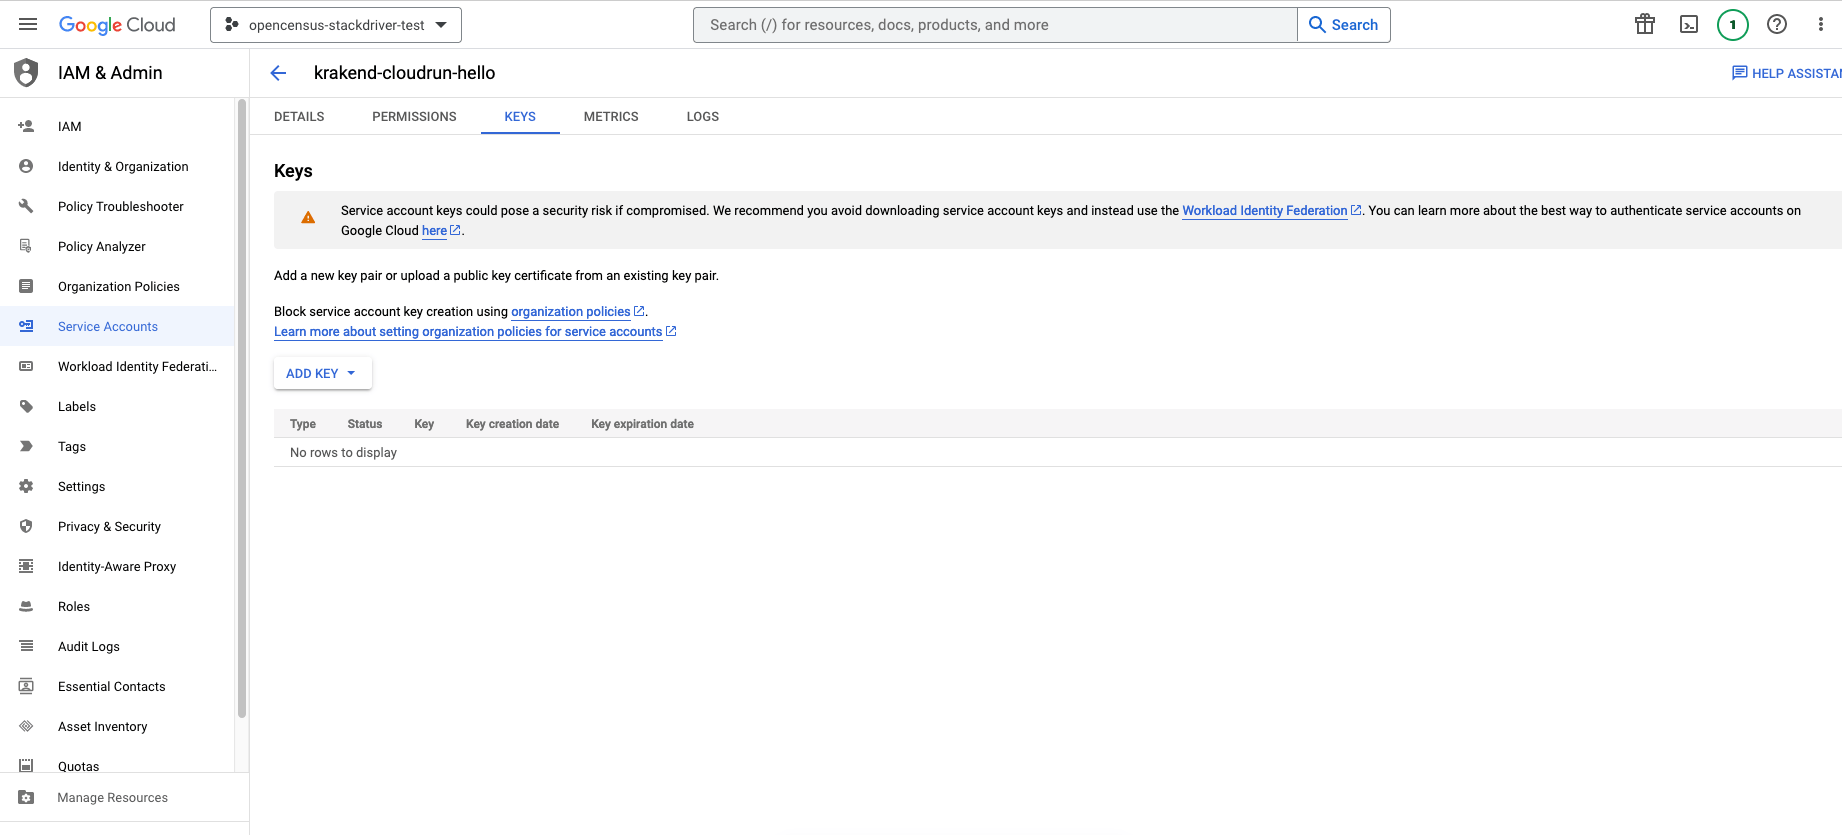 Google Cloud
opencensus-stackdriver-test
Search (/) for resources, docs, products, and more
Search
1
IAM & Admin
krakend-cloudrun-hello
HELP ASSISTAN
DETAILS
PERMISSIONS
KEYS
METRICS
LOGS
IAM
Identity & Organization
Policy Troubleshooter
Policy Analyzer
Organization Policies
Service Accounts
Workload Identity Federati...
Labels
Tags
Settings
Privacy & Security
Identity-Aware Proxy
Roles
Audit Logs
Essential Contacts
Asset Inventory
Quotas
Manage Resources
Keys
Service account keys could pose a security risk if compromised. We recommend you avoid downloading service account keys and instead use the Workload Identity Federation. You can learn more about the best way to authenticate service accounts on
Google Cloud here.
Add a new key pair or upload a public key certificate from an existing key pair.
Block service account key creation using organization policies.
Learn more about setting organization policies for service accounts
ADD KEY
Type Status Key Key creation date Key expiration date
No rows to display